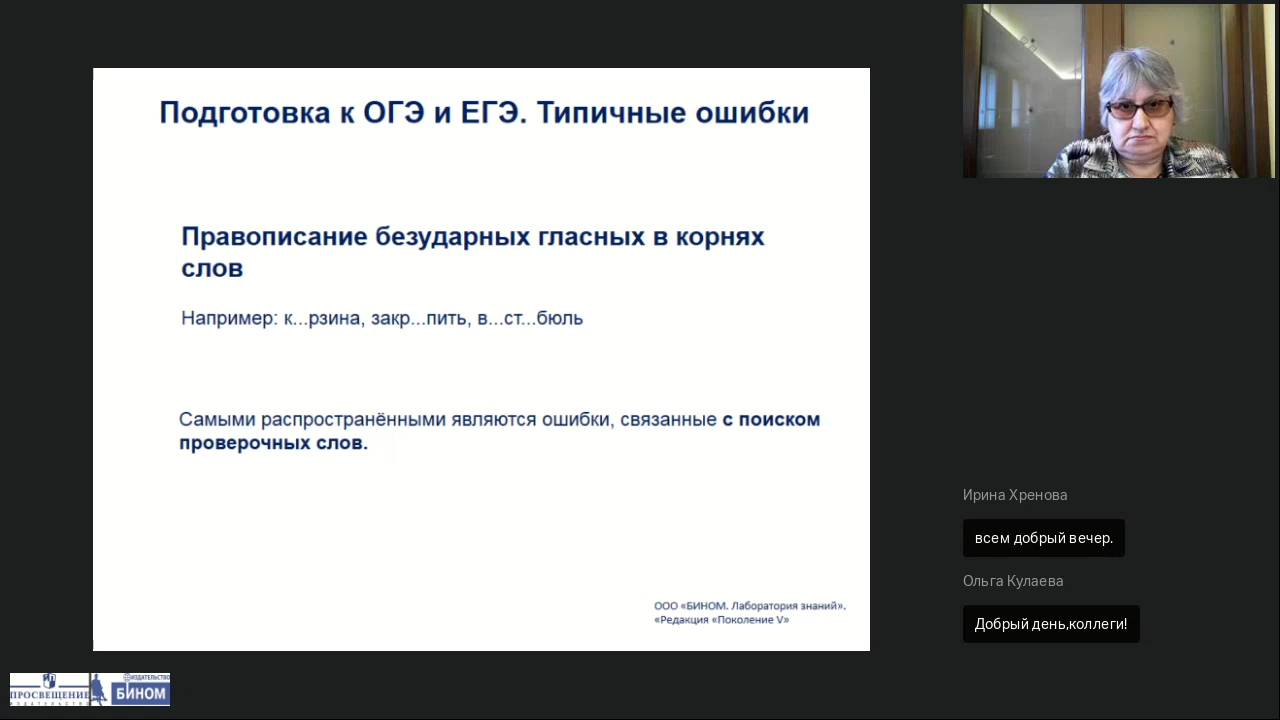 Подготовка к ОГЭ и ЕГЭ. Типичные ошибки
Правописание безударных гласных в корнях
слов
Например: к...рзина, закр...пить, в...ст...бюль
Самыми распространёнными являются ошибки, связанные с поиском
проверочных слов.
ООО «БИНОМ. Лаборатория знаний».
«Редакция «Поколение V»
Ирина Хренова
всем добрый вечер.
Ольга Кулаева
Добрый день,коллеги!
ПРОСВЕЩЕНИЕ
ИЗДАТЕЛЬСТВО
ИЗДАТЕЛЬСТВО
БИНОМ